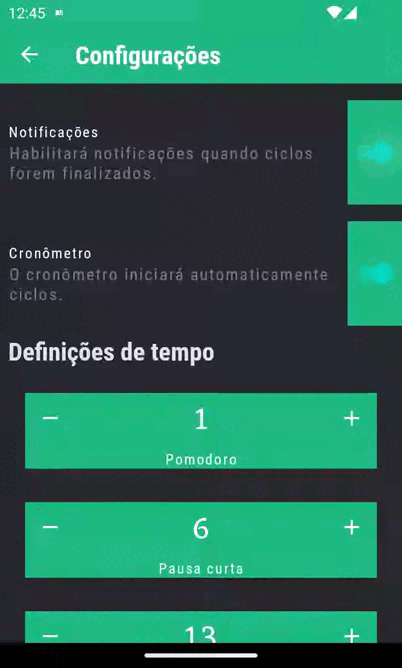 12:45
Configurações
Notificações
Habilitará notificações quando ciclos
forem finalizados.
Cronômetro
O cronômetro iniciará automaticamente
ciclos.
Definições de tempo
− 1 +
Pomodoro
− 6 +
Pausa curta
− 13 +